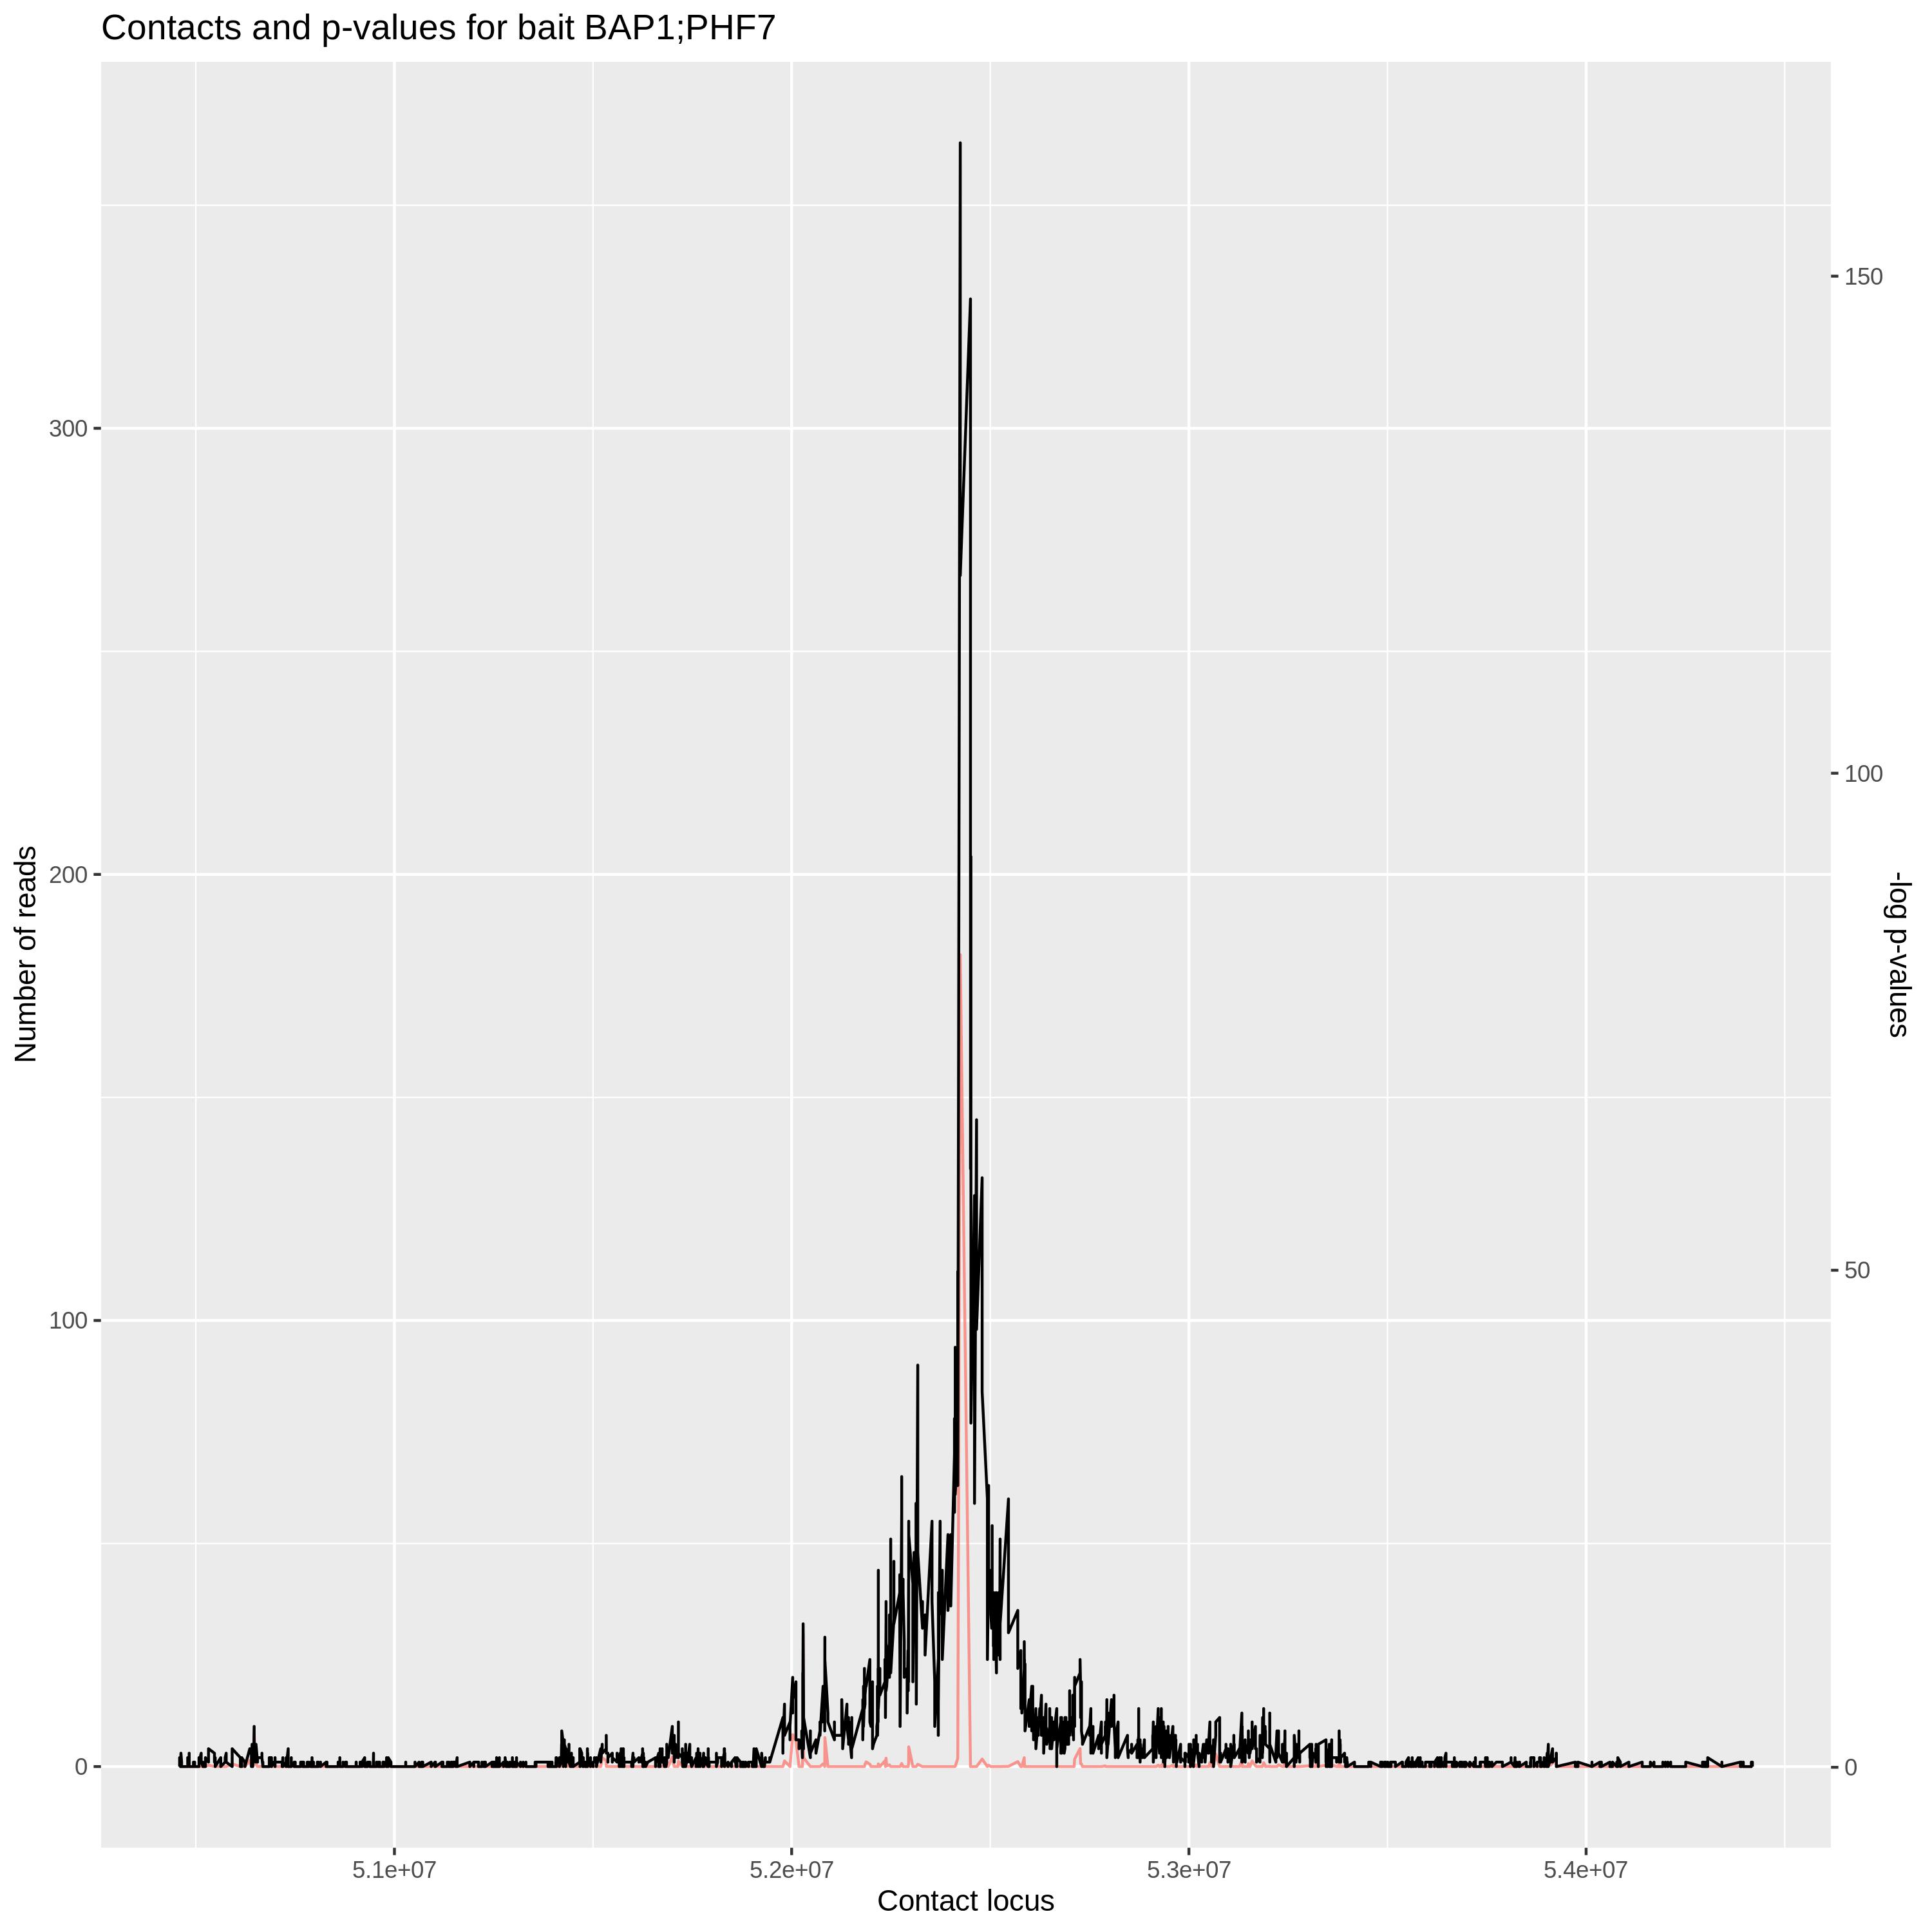 Contacts and p-values for bait BAP1;PHF7
Number of reads
300
200
100
0
150
100
50
0
-log p-values
5.1e+07 5.2e+07 5.3e+07 5.4e+07
Contact locus